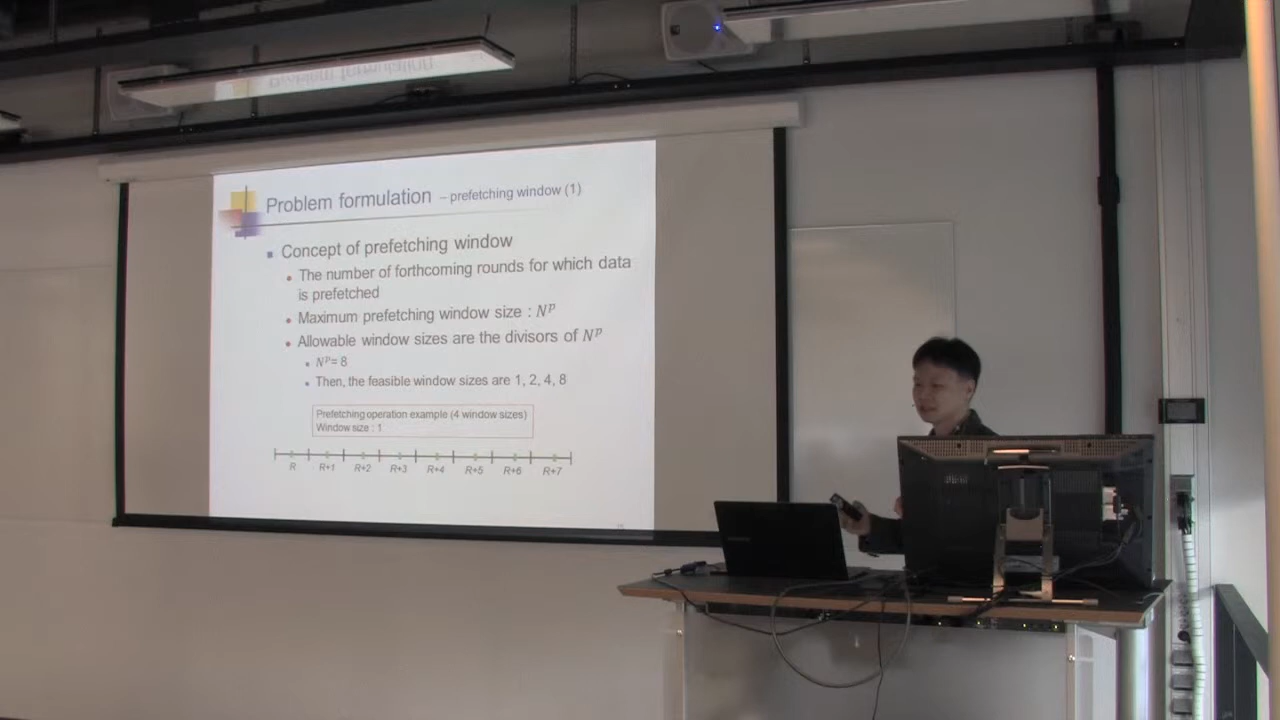 Problem formulation – prefetching window (1)
Concept of prefetching window
The number of forthcoming rounds for which data
is prefetched
Maximum prefetching window size : Nᵖ
Allowable window sizes are the divisors of Nᵖ
Nᵖ= 8
Then, the feasible window sizes are 1, 2, 4, 8
Prefetching operation example (4 window sizes)
Window size : 1
R R+1 R+2 R+3 R+4 R+5 R+6 R+7